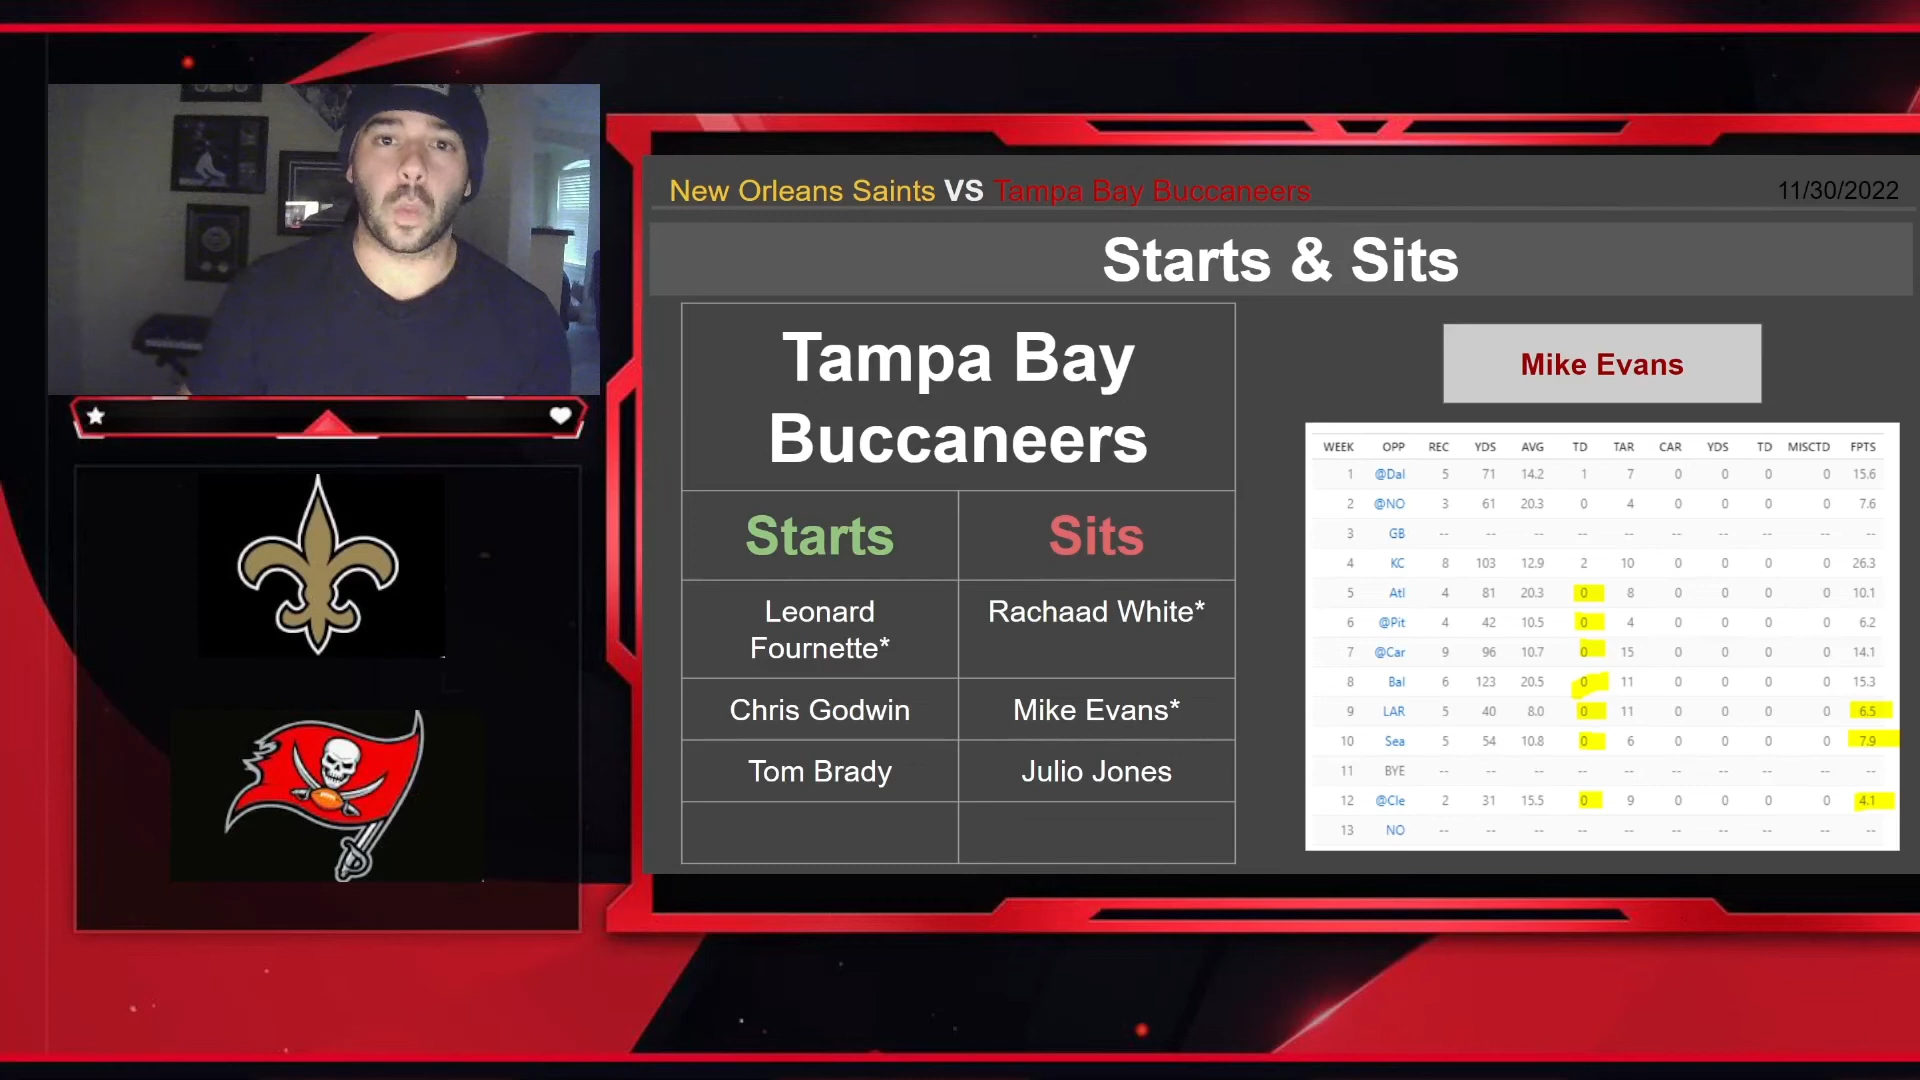 New Orleans Saints VS Tampa Bay Buccaneers
11/30/2022
Starts & Sits
Tampa Bay
Buccaneers
Starts Sits
Leonard
Fournette*
Rachaad White*
Chris Godwin Mike Evans*
Tom Brady Julio Jones
Mike Evans
WEEK OPP REC YDS AVG TD TAR CAR YDS TD MISCTD FPTS
1 @Dal 5 71 14.2 1 7 0 0 0 0 15.6
2 @NO 3 61 20.3 0 4 0 0 0 0 7.6
3 GB -- -- -- -- -- -- -- -- -- --
4 KC 8 103 12.9 2 10 0 0 0 0 26.3
5 Atl 4 81 20.3 0 8 0 0 0 0 10.1
6 @Pit 4 42 10.5 0 4 0 0 0 0 6.2
7 @Car 9 96 10.7 0 15 0 0 0 0 14.1
8 Bal 6 123 20.5 0 11 0 0 0 0 15.3
9 LAR 5 40 8.0 0 11 0 0 0 0 6.5
10 Sea 5 54 10.8 0 6 0 0 0 0 7.9
11 BYE -- -- -- -- -- -- -- -- -- --
12 @Cle 2 31 15.5 0 9 0 0 0 0 4.1
13 NO -- -- -- -- -- -- -- -- -- --